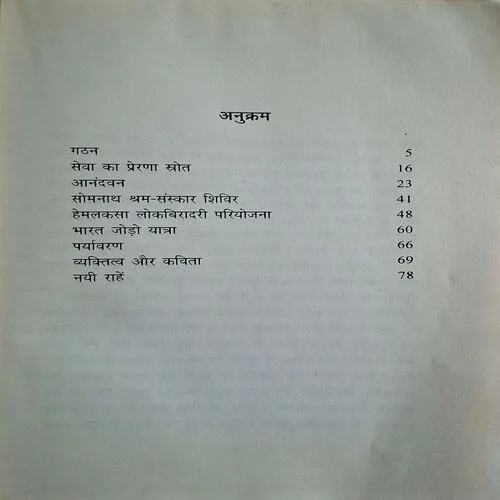 अनुक्रम
गठन 5
सेवा का प्रेरणा स्रोत 16
आनंदवन 23
सोमनाथ श्रम-संस्कार शिविर 41
हेमलकसा लोकबिरादरी परियोजना 48
भारत जोड़ो यात्रा 60
पर्यावरण 66
व्यक्तित्व और कविता 69
नयी राहें 78